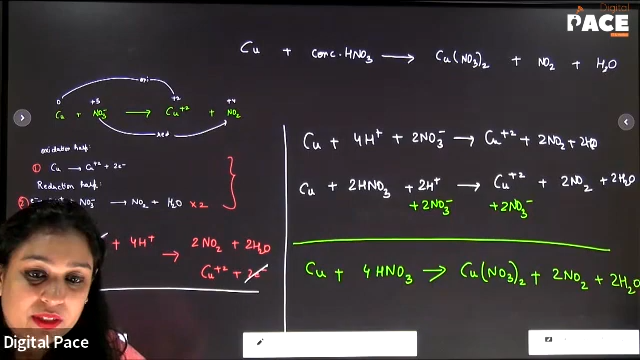 Digital
PACE
Cu + conc. HNO₃ → Cu(NO₃)₂ + NO₂ + H₂O
oxi
0 +5 +2 +4
Cu + NO₃⁻ → Cu⁺² + NO₂
red
oxidation half:
① Cu → Cu⁺² + 2e⁻
Reduction half:
② + NO₃⁻ → NO₂ + H₂O ×2
+ 4H⁺ → 2NO₂ + 2H₂O
Cu⁺² + 2e⁻
Cu + 4H⁺ + 2NO₃⁻ → Cu⁺² + 2NO₂ + 2H₂O
Cu + 2HNO₃ + 2H⁺ → Cu⁺² + 2NO₂ + 2H₂O
+ 2NO₃⁻ + 2NO₃⁻
Cu + 4HNO₃ → Cu(NO₃)₂ + 2NO₂ + 2H₂O
Digital Pace